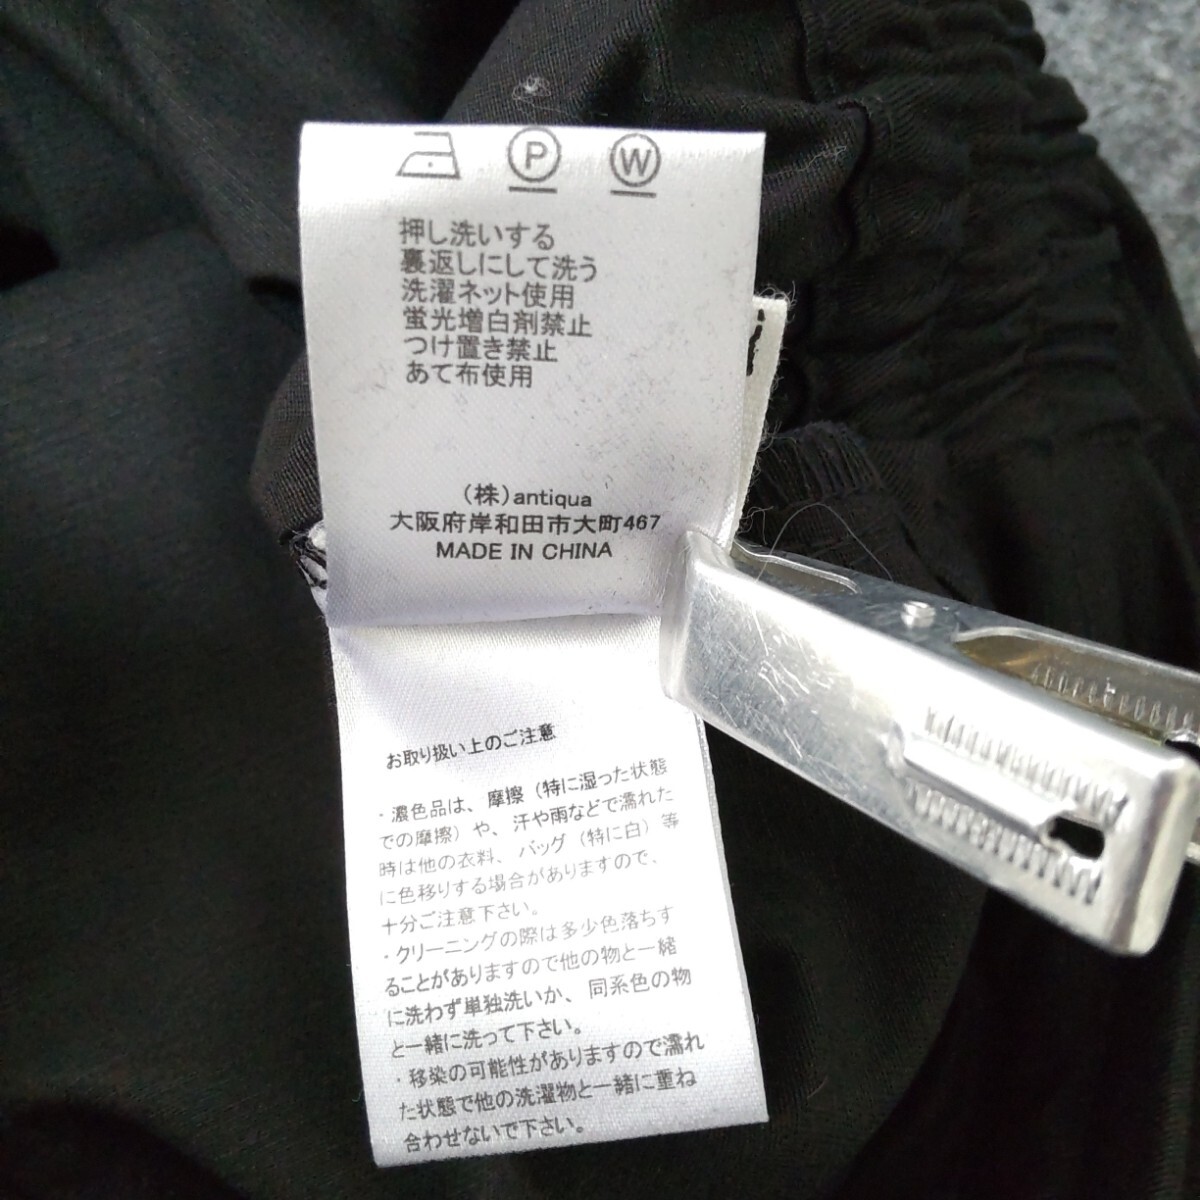 P W
押し洗いする
裏返しにして洗う
洗濯ネット使用
蛍光増白剤禁止
つけ置き禁止
あて布使用
(株)antiqua
大阪府岸和田市大町467
MADE IN CHINA
お取り扱い上のご注意
・濃色品は、摩擦（特に湿った状態
での摩擦）や、汗や雨などで濡れた
時は他の衣料、バッグ（特に白）等
に色移りする場合がありますので、
十分ご注意下さい。
・クリーニングの際は多少色落ちす
ることがありますので他の物と一緒
に洗わず単独洗いか、同系色の物
と一緒に洗って下さい。
・移染の可能性がありますので濡れ
た状態で他の洗濯物と一緒に重ね
合わせないで下さい。